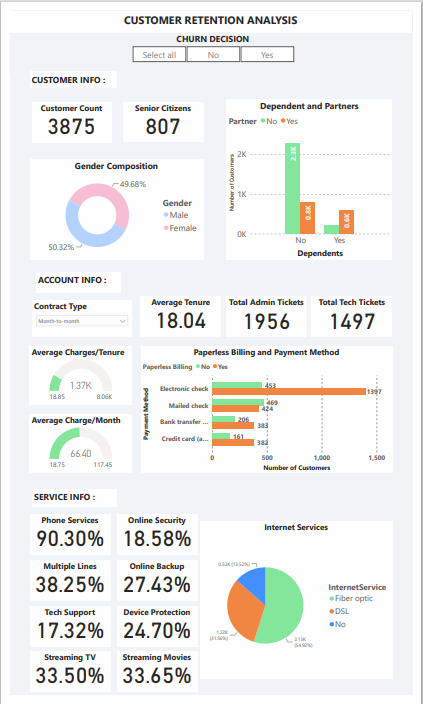 CUSTOMER RETENTION ANALYSIS
CHURN DECISION
Select all No Yes
CUSTOMER INFO :
Customer Count
3875
Senior Citizens
807
Dependent and Partners
Partner No Yes
Number of Customers
2K
1K
0K
2.3K
0.8K
0.6K
No Yes
Dependents
Gender Composition
49.68%
50.32%
Gender
Male
Female
ACCOUNT INFO :
Contract Type
Month-to-month
Average Tenure
18.04
Total Admin Tickets
1956
Total Tech Tickets
1497
Average Charges/Tenure
1.37K
18.85 8.06K
Average Charge/Month
66.40
18.75 117.45
Paperless Billing and Payment Method
Paperless Billing No Yes
Payment Method
Electronic check 453 1397
Mailed check 469 424
Bank transfer ... 206 383
Credit card (a... 161 382
0 500 1,000 1,500
Number of Customers
SERVICE INFO :
Phone Services
90.30%
Online Security
18.58%
Multiple Lines
38.25%
Online Backup
27.43%
Tech Support
17.32%
Device Protection
24.70%
Streaming TV
33.50%
Streaming Movies
33.65%
Internet Services
0.52K (13.52%)
1.22K
(31.56%)
2.13K
(54.92%)
InternetService
Fiber optic
DSL
No